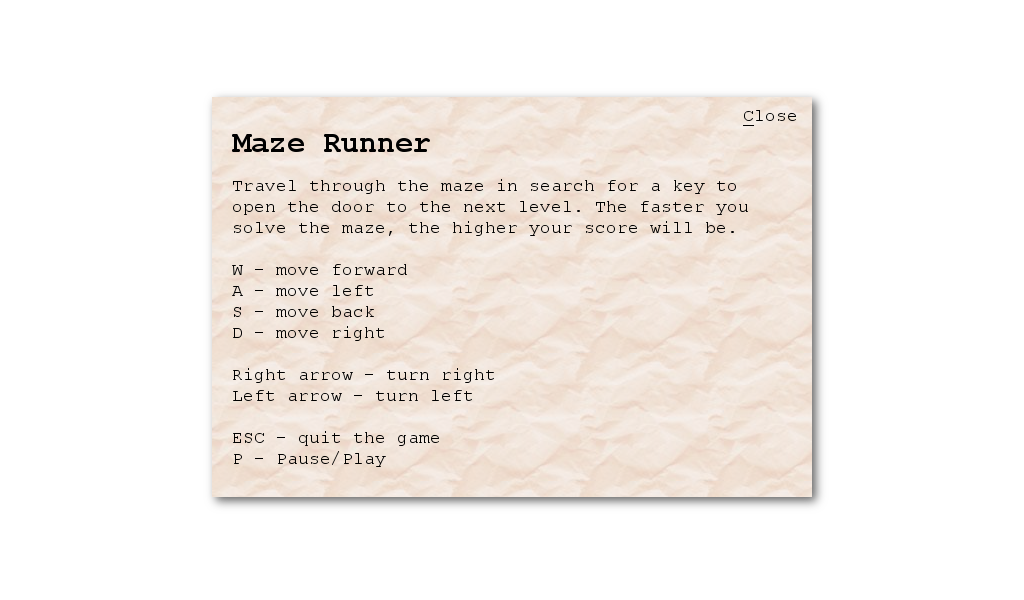 Close
Maze Runner
Travel through the maze in search for a key to
open the door to the next level. The faster you
solve the maze, the higher your score will be.
W - move forward
A - move left
S - move back
D - move right
Right arrow - turn right
Left arrow - turn left
ESC - quit the game
P - Pause/Play